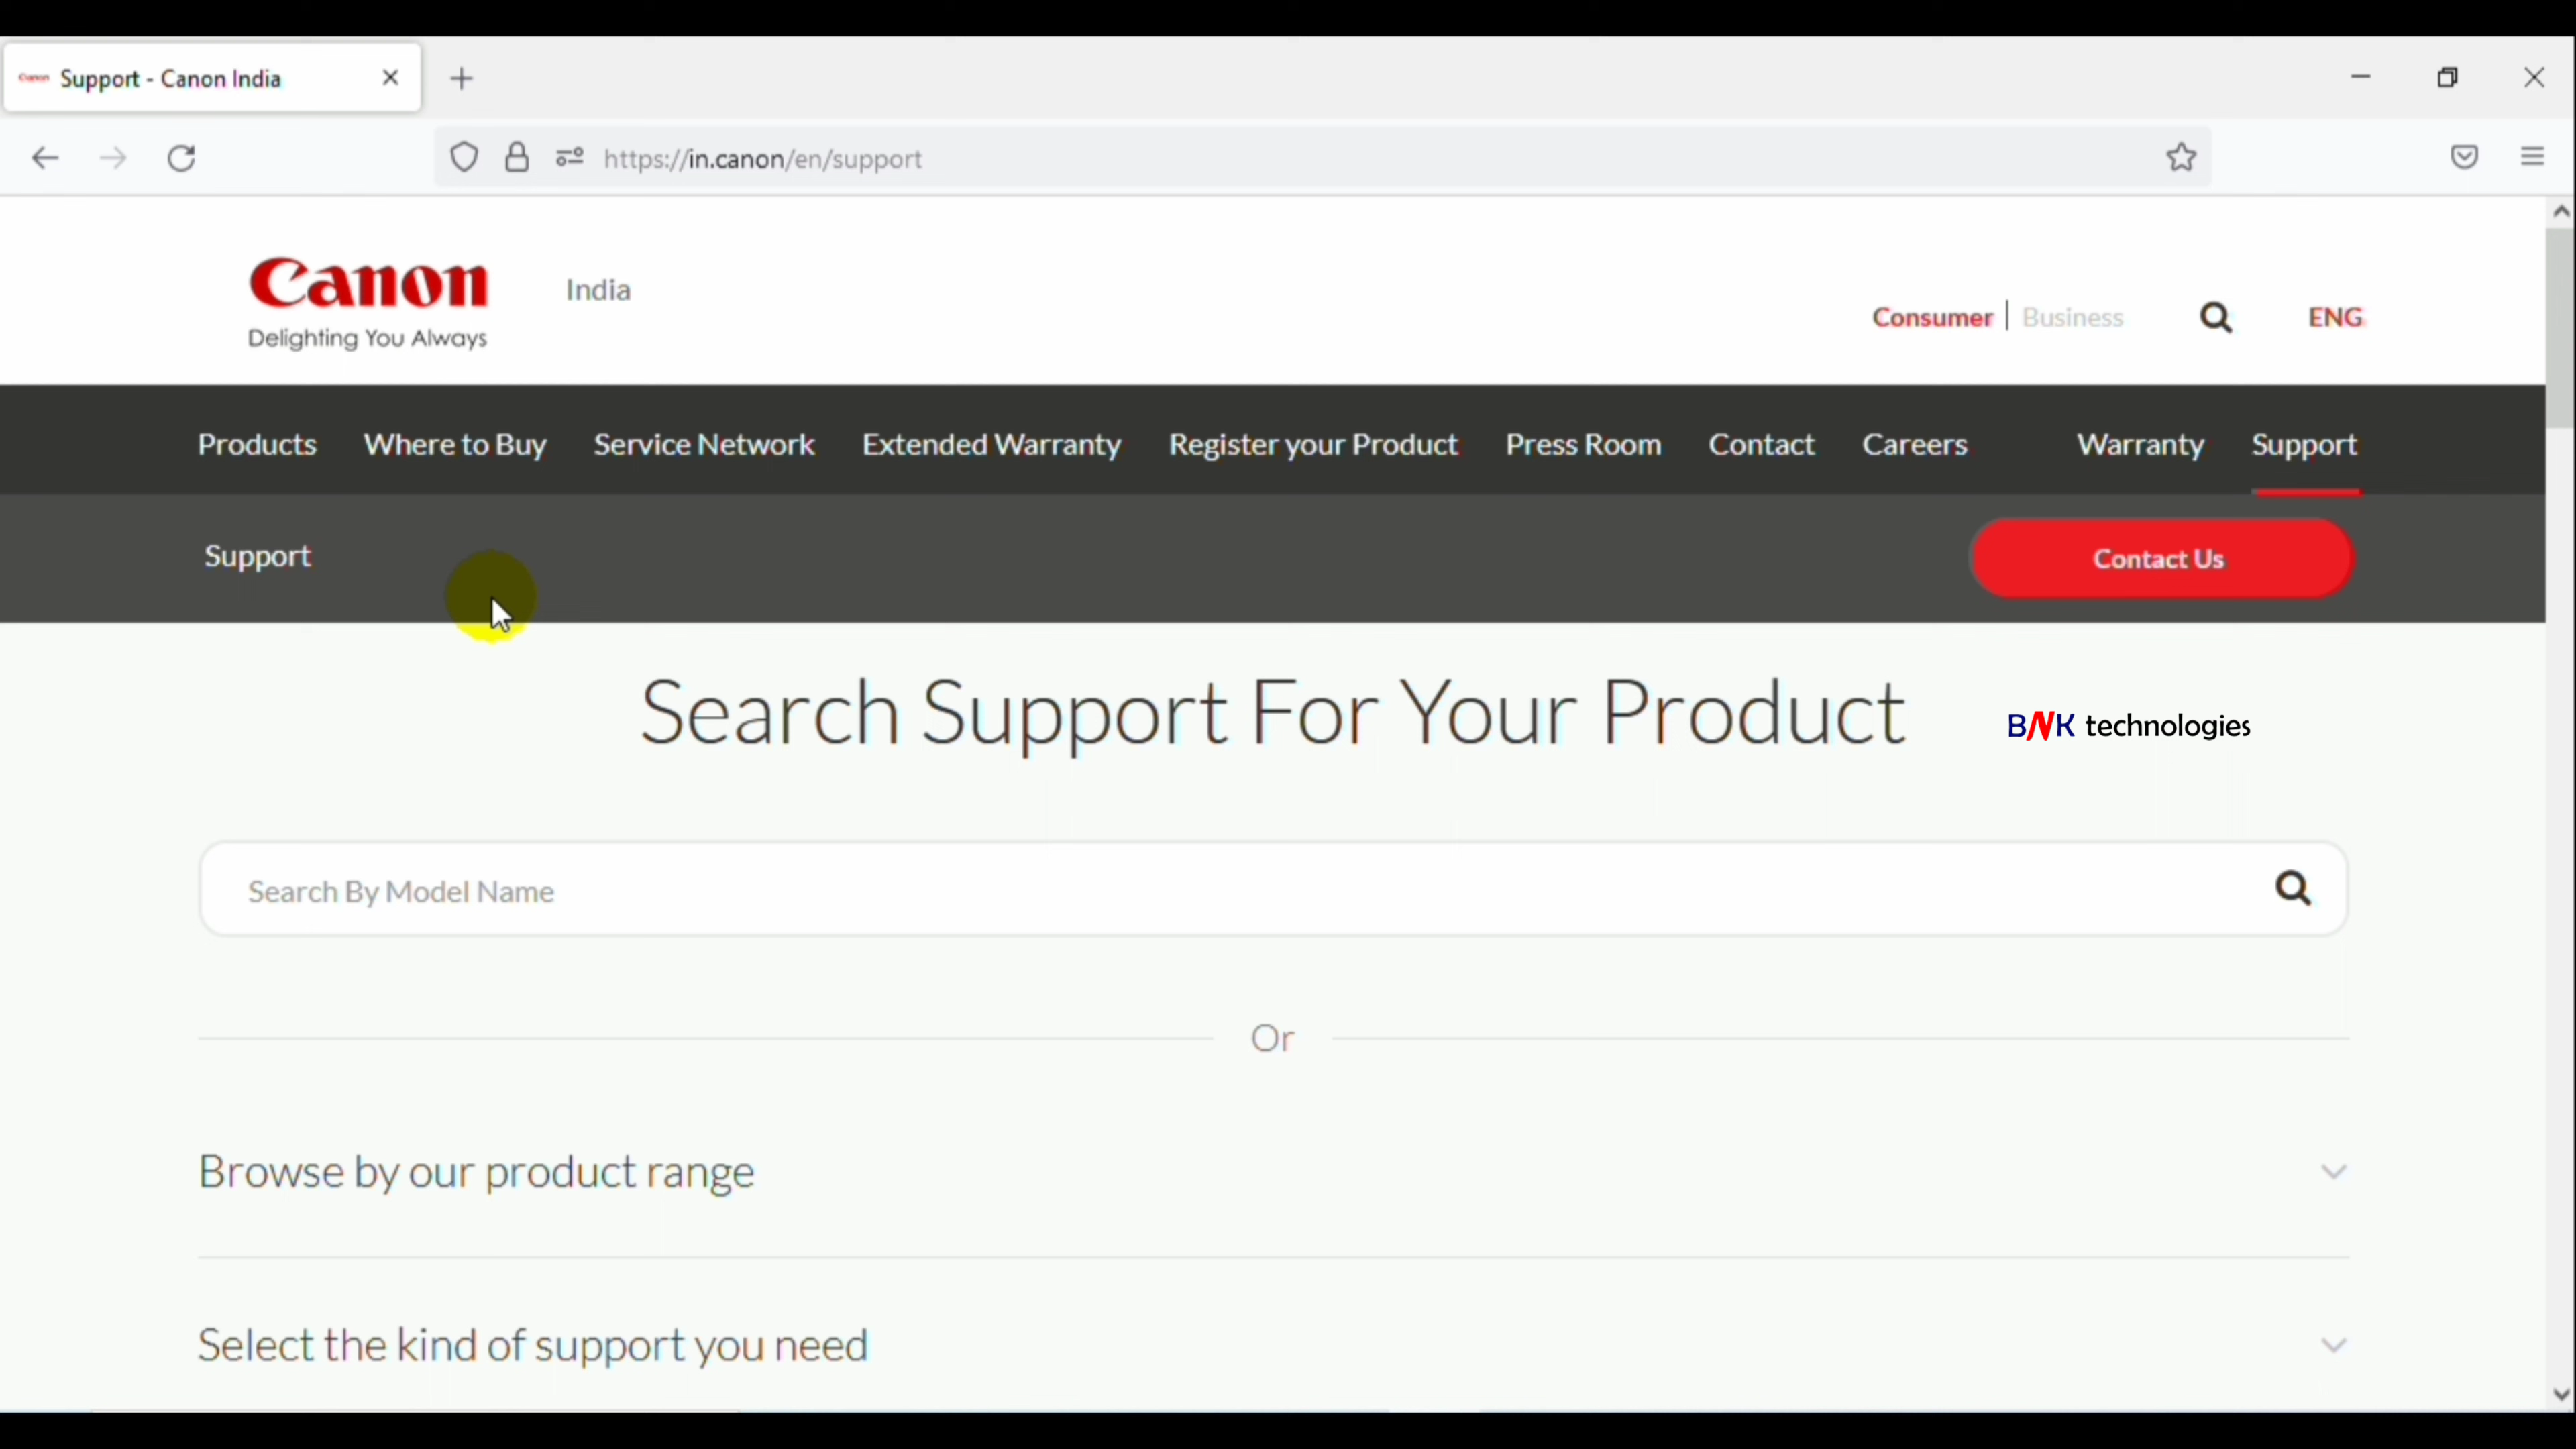 Canon Support - Canon India
https://in.canon/en/support
Canon
Delighting You Always
India
Consumer | Business
ENG
Products Where to Buy Service Network Extended Warranty Register your Product Press Room Contact Careers Warranty Support
Support
Contact Us
Search Support For Your Product
BNK technologies
Search By Model Name
Or
Browse by our product range
Select the kind of support you need